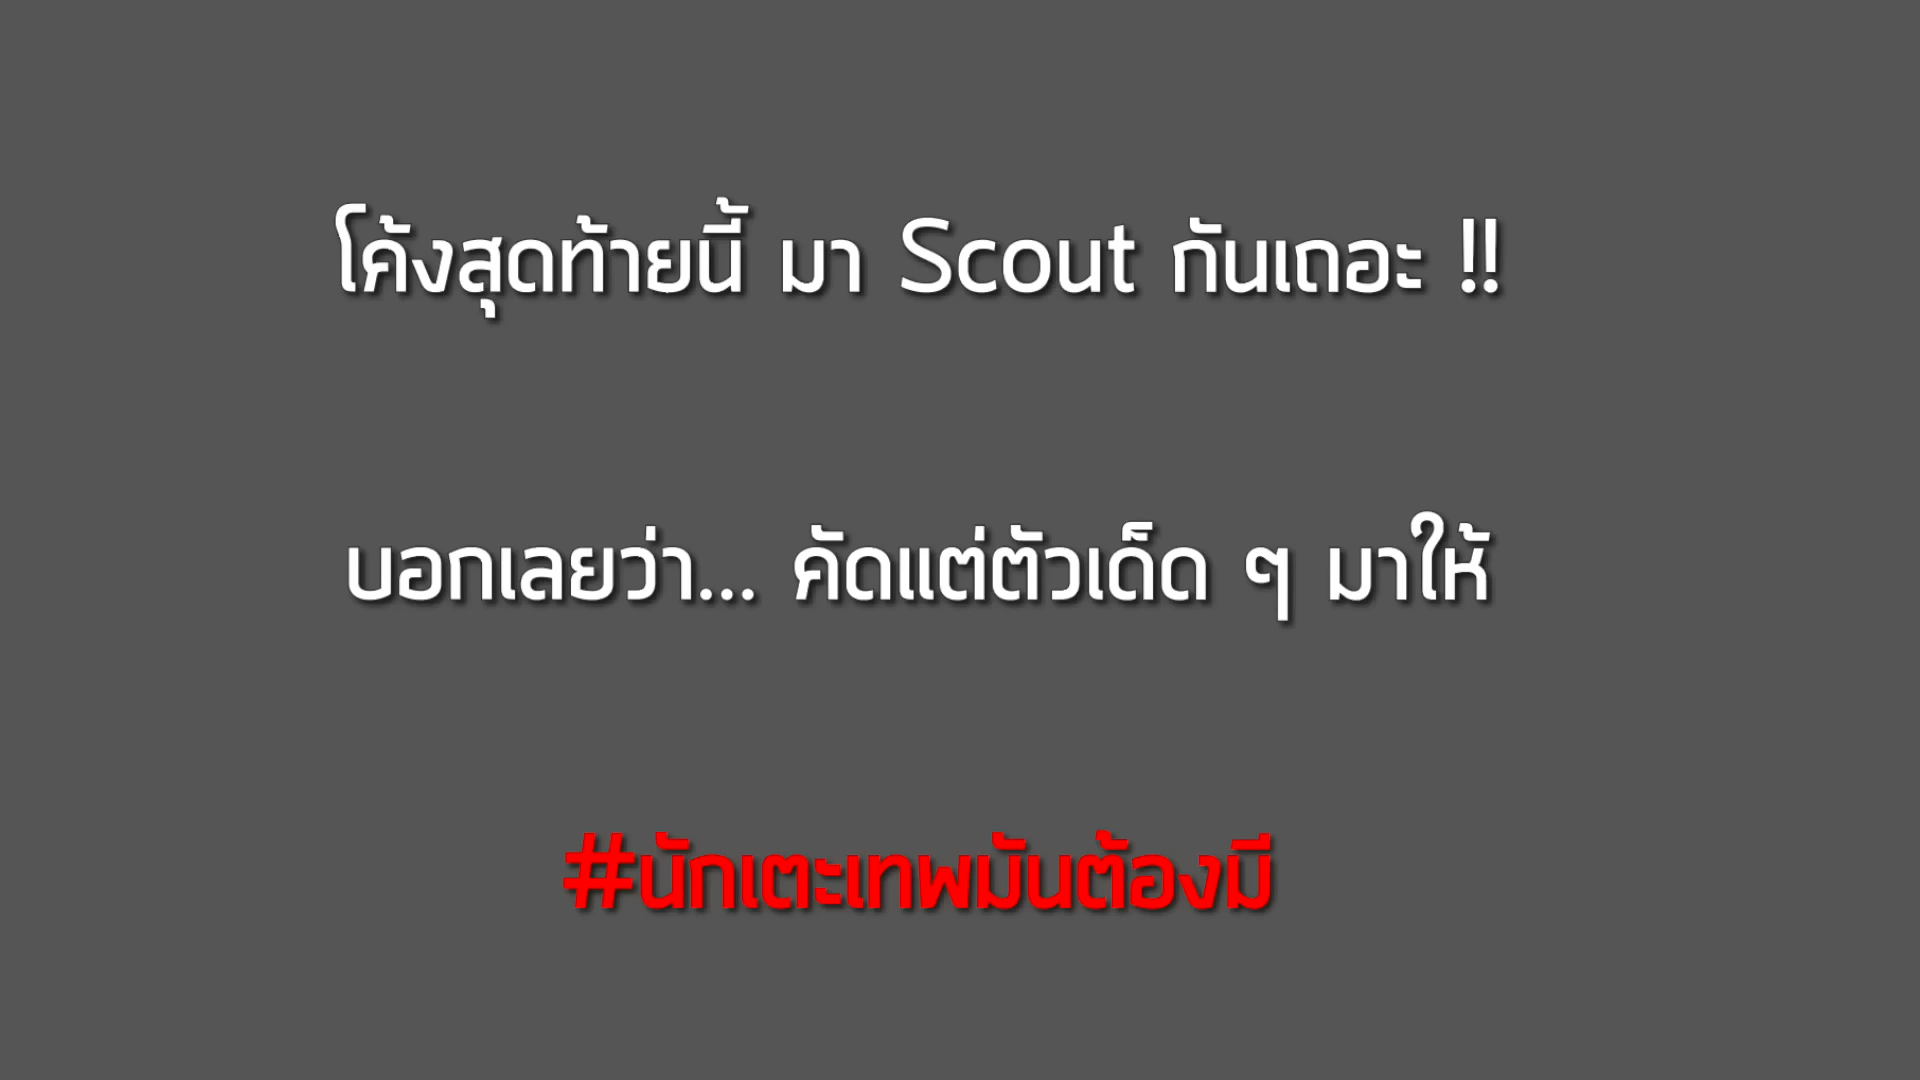 โค้งสุดท้ายนี้ มา Scout กันเถอะ !!
บอกเลยว่า... คัดแต่ตัวเด็ด ๆ มาให้
#นักเตะเทพมันต้องมี